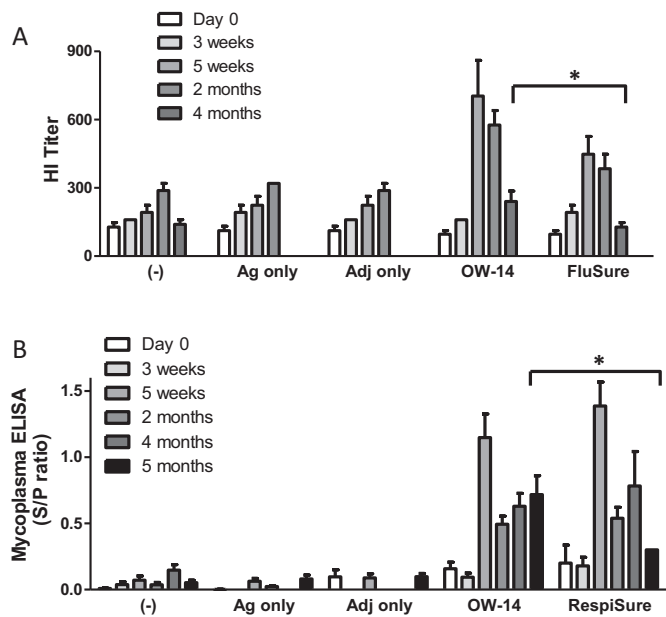 A
Day 0
3 weeks
5 weeks
2 months
4 months
*
HI Titer
900
600
300
0
(-)
Ag only
Adj only
OW-14
FluSure
B
Day 0
3 weeks
5 weeks
2 months
4 months
5 months
*
Mycoplasma ELISA
(S/P ratio)
1.5
1.0
0.5
0.0
(-)
Ag only
Adj only
OW-14
RespiSure